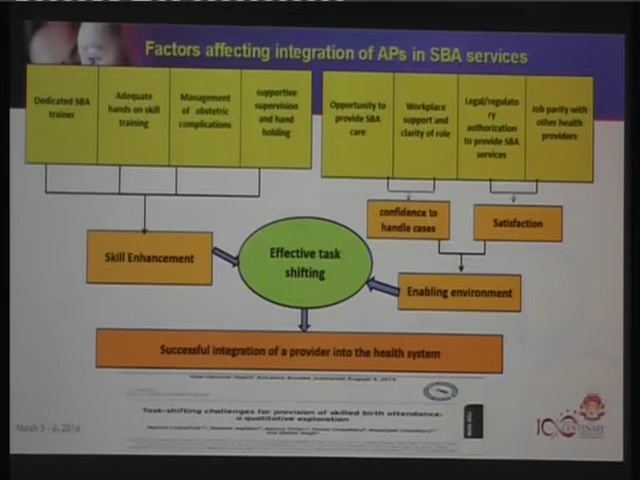 Factors affecting integration of APs in SBA services
Dedicated SBA
trainer
Adequate
hands on skill
training
Management
of obstetric
complications
supportive
supervision
and hand
holding
Opportunity to
provide SBA
care
Workplace
support and
clarity of role
Legal/regulato
ry
authorization
to provide SBA
services
Job parity with
other health
providers
confidence to
handle cases
Satisfaction
Skill Enhancement
Effective task
shifting
Enabling environment
Successful integration of a provider into the health system
Task-shifting challenges for provision of skilled birth attendance:
a qualitative exploration
CENTENARY